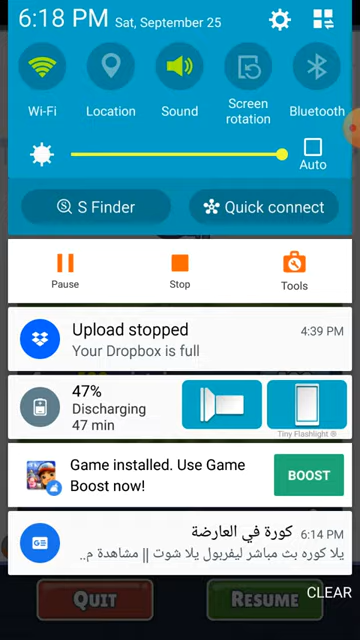 6:18 PM Sat, September 25
Wi-Fi Location Sound Screen rotation Bluetooth
Auto
S Finder Quick connect
Pause Stop Tools
Upload stopped 4:39 PM
Your Dropbox is full
47%
Discharging
47 min
Tiny Flashlight ®
Game installed. Use Game
Boost now!
BOOST
كورة في العارضة 6:14 PM
يلا كوره بث مباشر ليفربول يلا شوت || مشاهدة م..
CLEAR
QUIT RESUME